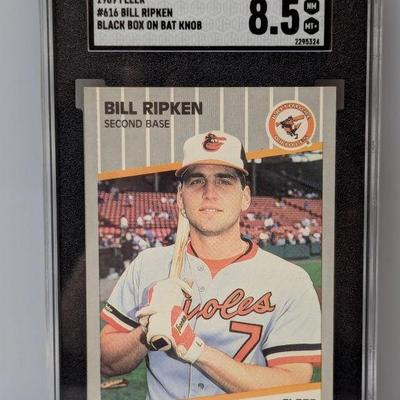 1989 FLEER
#616 BILL RIPKEN
BLACK BOX ON BAT KNOB
8.5
NM
MT+
2295324
BILL RIPKEN
SECOND BASE
Orioles
7
FLEER